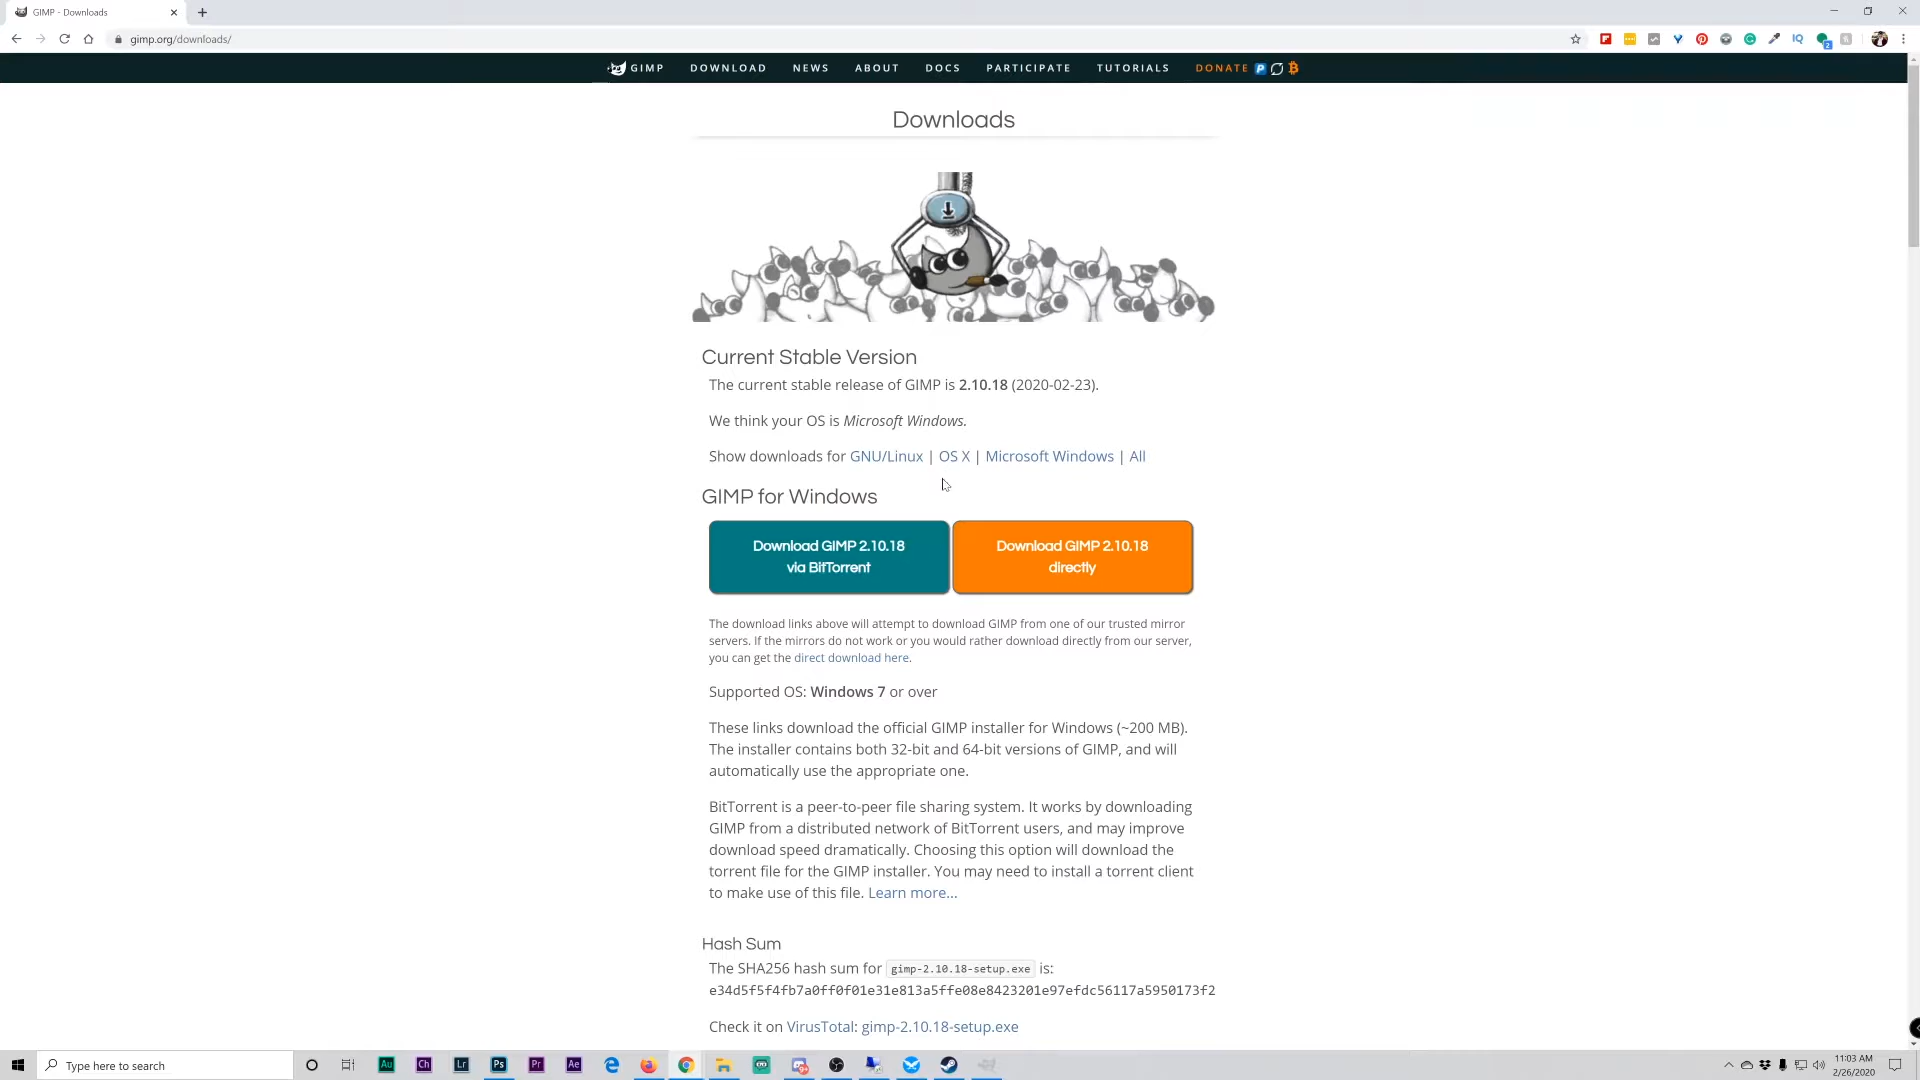 GIMP - Downloads
gimp.org/downloads/
IQ
2
GIMP DOWNLOAD NEWS ABOUT DOCS PARTICIPATE TUTORIALS DONATE
Downloads
Current Stable Version
The current stable release of GIMP is 2.10.18 (2020-02-23).
We think your OS is Microsoft Windows.
Show downloads for GNU/Linux | OS X | Microsoft Windows | All
GIMP for Windows
Download GIMP 2.10.18
via BitTorrent
Download GIMP 2.10.18
directly
The download links above will attempt to download GIMP from one of our trusted mirror
servers. If the mirrors do not work or you would rather download directly from our server,
you can get the direct download here.
Supported OS: Windows 7 or over
These links download the official GIMP installer for Windows (~200 MB).
The installer contains both 32-bit and 64-bit versions of GIMP, and will
automatically use the appropriate one.
BitTorrent is a peer-to-peer file sharing system. It works by downloading
GIMP from a distributed network of BitTorrent users, and may improve
download speed dramatically. Choosing this option will download the
torrent file for the GIMP installer. You may need to install a torrent client
to make use of this file. Learn more...
Hash Sum
The SHA256 hash sum for gimp-2.10.18-setup.exe is:
e34d5f5f4fb7a0ff0f01e31e813a5ffe08e8423201e97efdc56117a5950173f2
Check it on VirusTotal: gimp-2.10.18-setup.exe
Type here to search
Au Ch Lr Ps Pr Ae
11:03 AM
2/26/2020